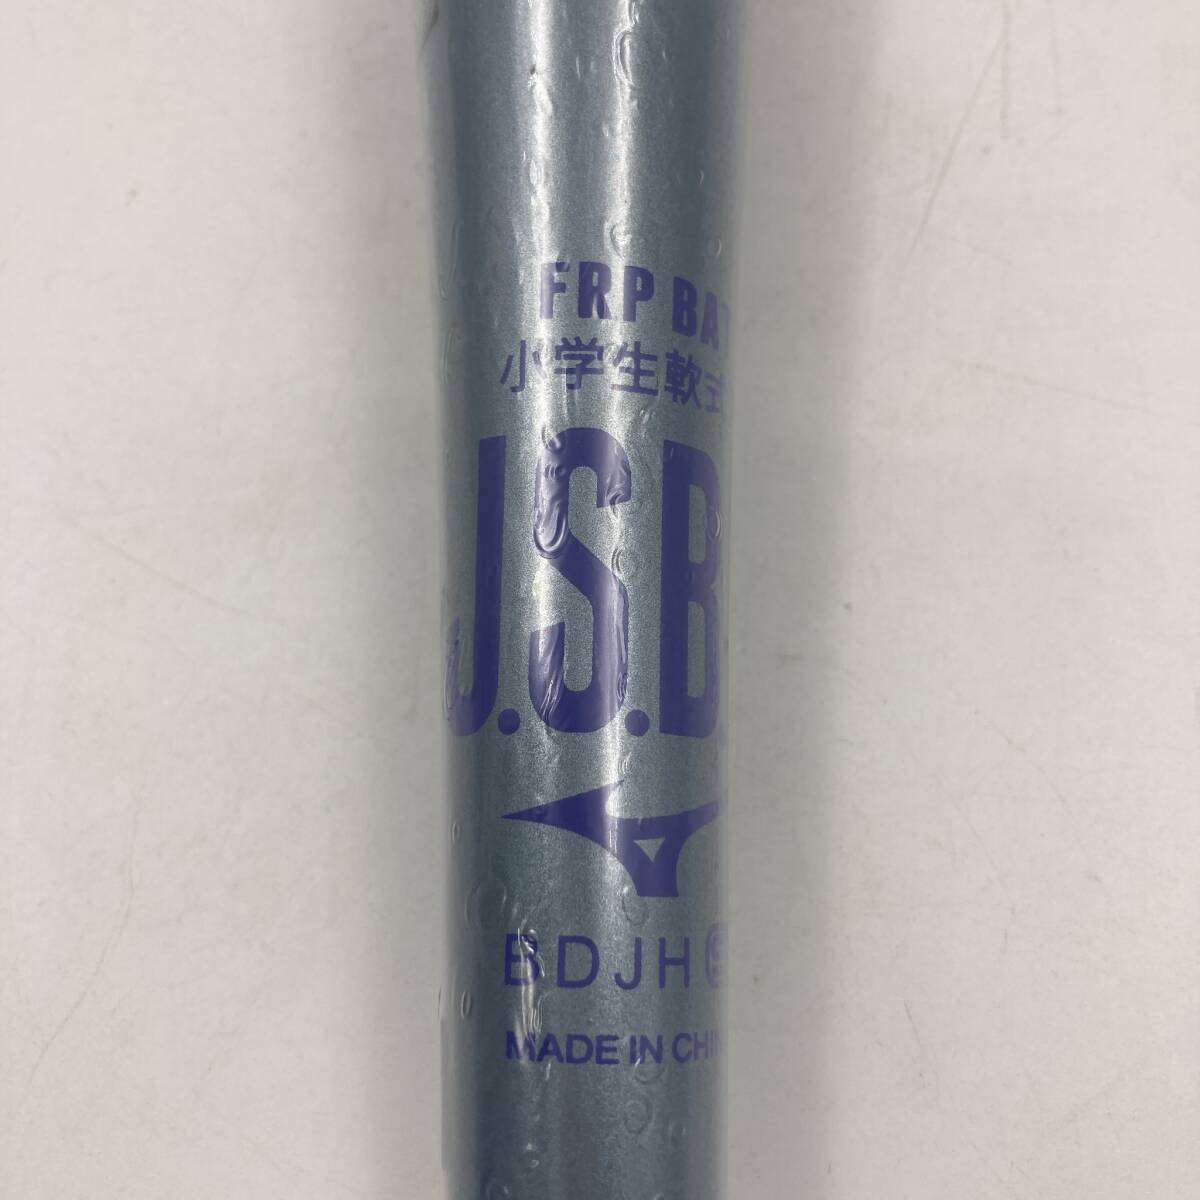 FRP BAT
小学生軟式
J.S.B.
BDJH
MADE IN CHIN